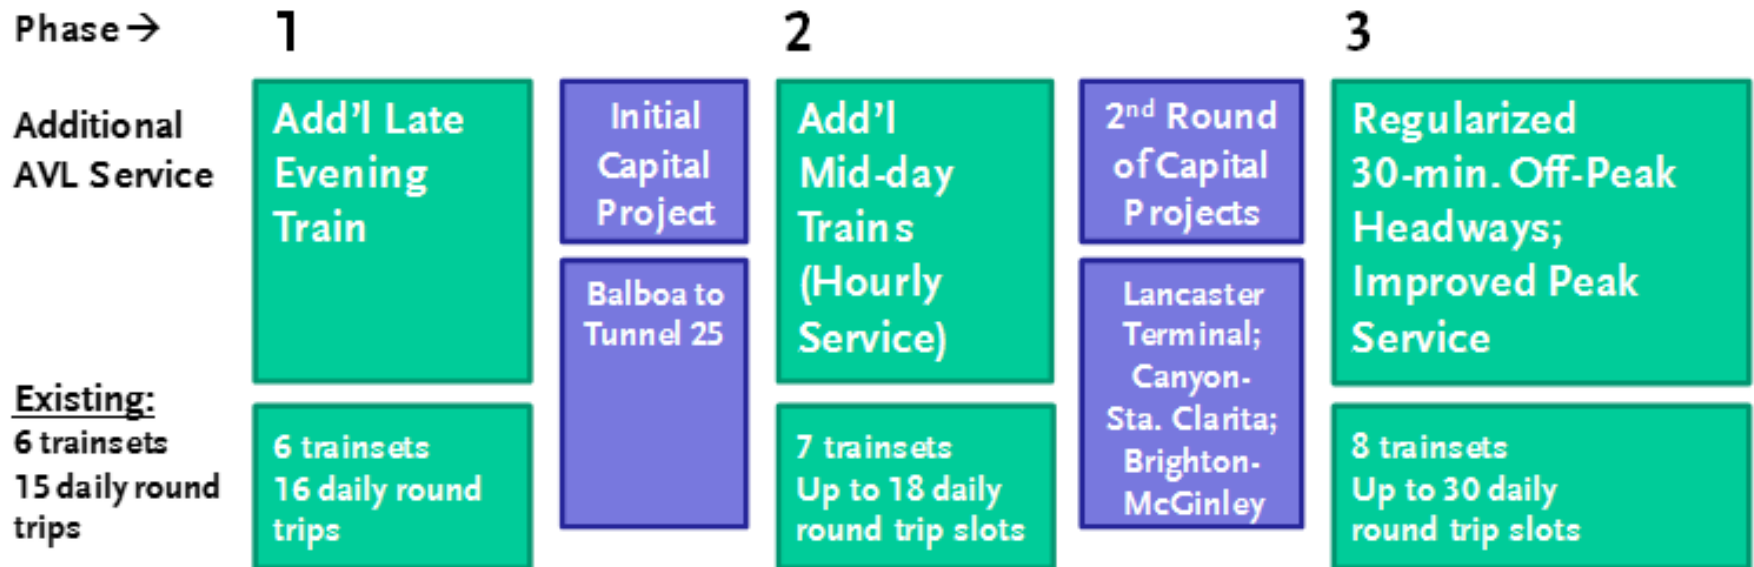 Phase → 1 2 3
Additional
AVL Service
Existing:
6 trainsets
15 daily round
trips
Add'l Late
Evening
Train
6 trainsets
16 daily round
trips
Initial
Capital
Project
Balboa to
Tunnel 25
Add'l
Mid-day
Trains
(Hourly
Service)
7 trainsets
Up to 18 daily
round trip slots
2nd Round
of Capital
Projects
Lancaster
Terminal;
Canyon-
Sta. Clarita;
Brighton-
McGinley
Regularized
30-min. Off-Peak
Headways;
Improved Peak
Service
8 trainsets
Up to 30 daily
round trip slots